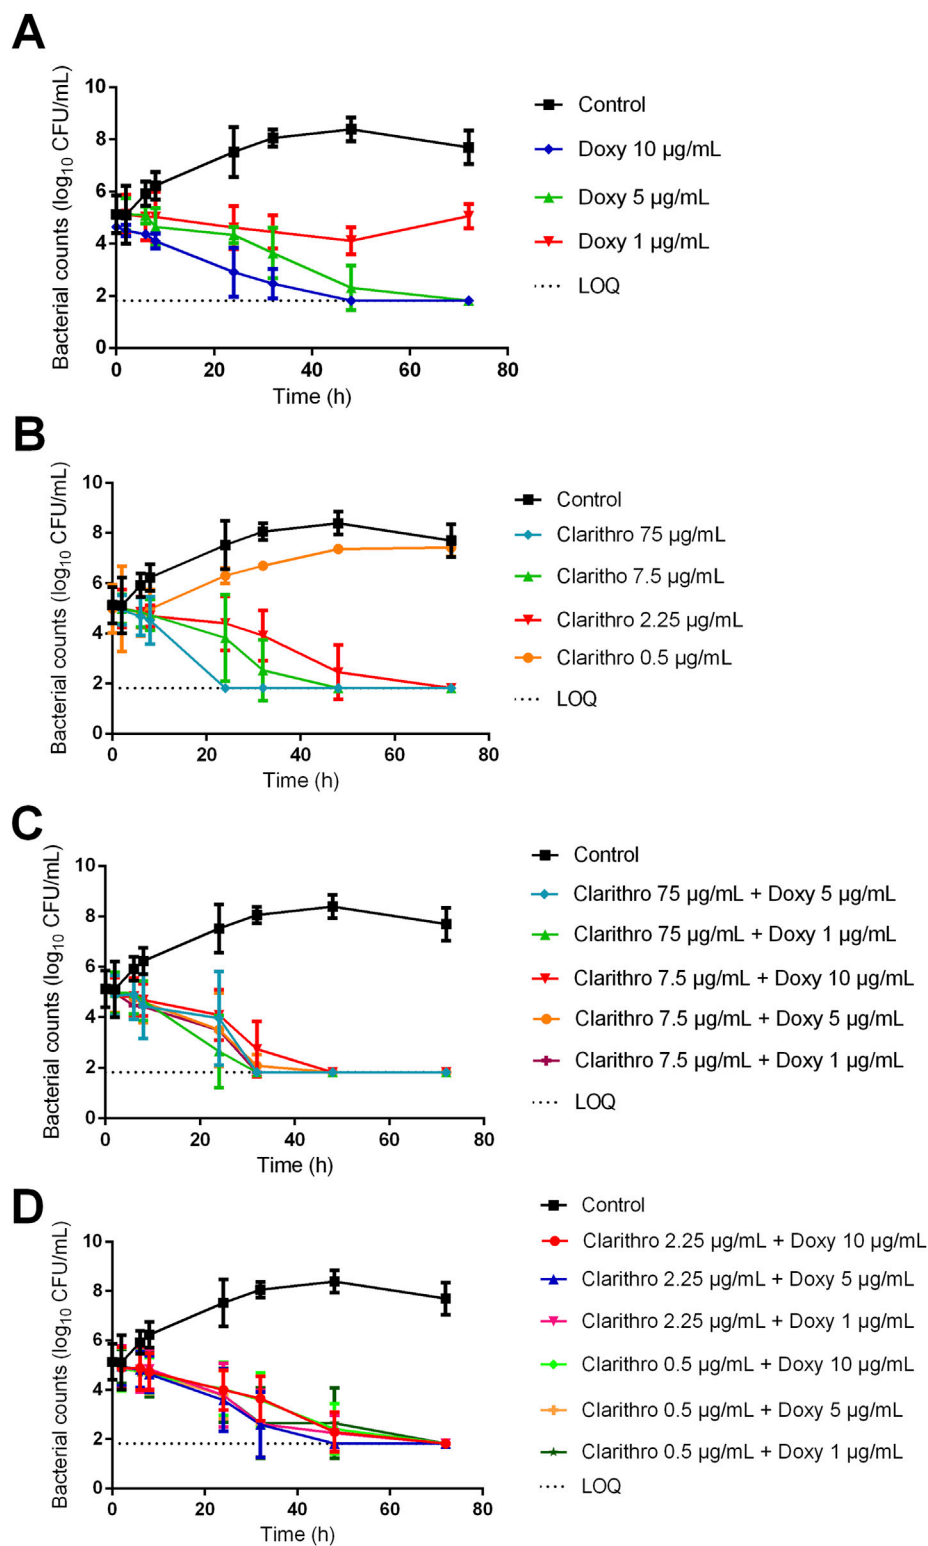 A
Bacterial counts (log10 CFU/mL)
10
8
6
4
2
0
0 20 40 60 80
Time (h)
Control
Doxy 10 µg/mL
Doxy 5 µg/mL
Doxy 1 µg/mL
LOQ
B
Bacterial counts (log10 CFU/mL)
10
8
6
4
2
0
0 20 40 60 80
Time (h)
Control
Clarithro 75 µg/mL
Claritho 7.5 µg/mL
Clarithro 2.25 µg/mL
Clarithro 0.5 µg/mL
LOQ
C
Bacterial counts (log10 CFU/mL)
10
8
6
4
2
0
0 20 40 60 80
Time (h)
Control
Clarithro 75 µg/mL + Doxy 5 µg/mL
Clarithro 75 µg/mL + Doxy 1 µg/mL
Clarithro 7.5 µg/mL + Doxy 10 µg/mL
Clarithro 7.5 µg/mL + Doxy 5 µg/mL
Clarithro 7.5 µg/mL + Doxy 1 µg/mL
LOQ
D
Bacterial counts (log10 CFU/mL)
10
8
6
4
2
0
0 20 40 60 80
Time (h)
Control
Clarithro 2.25 µg/mL + Doxy 10 µg/mL
Clarithro 2.25 µg/mL + Doxy 5 µg/mL
Clarithro 2.25 µg/mL + Doxy 1 µg/mL
Clarithro 0.5 µg/mL + Doxy 10 µg/mL
Clarithro 0.5 µg/mL + Doxy 5 µg/mL
Clarithro 0.5 µg/mL + Doxy 1 µg/mL
LOQ